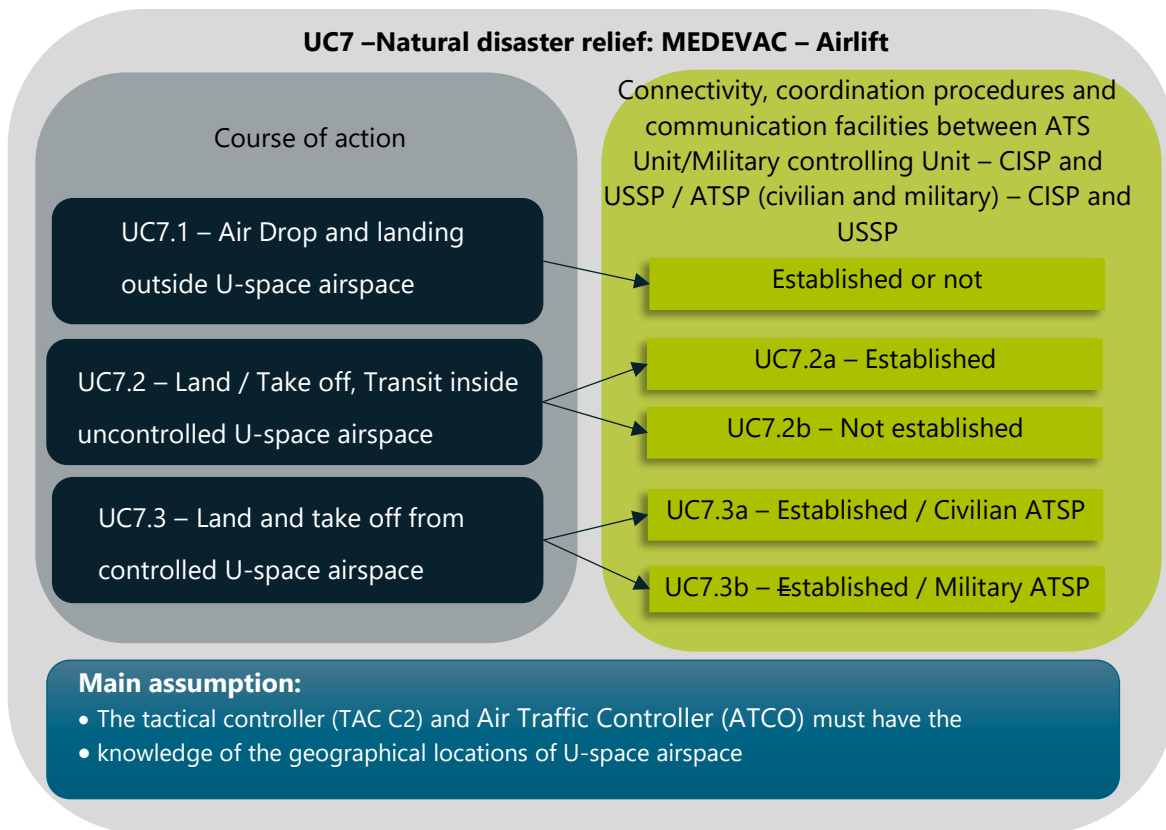 UC7 –Natural disaster relief: MEDEVAC – Airlift
Course of action
UC7.1 – Air Drop and landing
outside U-space airspace
UC7.2 – Land / Take off, Transit inside
uncontrolled U-space airspace
UC7.3 – Land and take off from
controlled U-space airspace
Connectivity, coordination procedures and
communication facilities between ATS
Unit/Military controlling Unit – CISP and
USSP / ATSP (civilian and military) – CISP and
USSP
Established or not
UC7.2a – Established
UC7.2b – Not established
UC7.3a – Established / Civilian ATSP
UC7.3b – Established / Military ATSP
Main assumption:
• The tactical controller (TAC C2) and Air Traffic Controller (ATCO) must have the
• knowledge of the geographical locations of U-space airspace